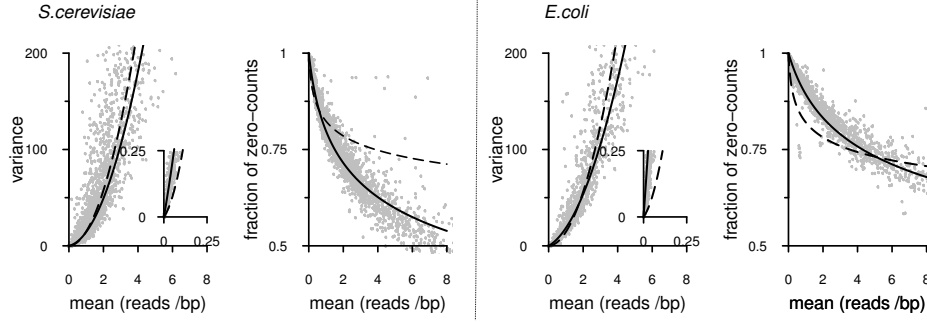 S.cerevisiae
E.coli
200
100
0
variance
0 2 4 6 8
mean (reads /bp)
0.25
0
0 0.25
1
0.75
0.5
fraction of zero−counts
0 2 4 6 8
mean (reads /bp)
200
100
0
variance
0 2 4 6 8
mean (reads /bp)
0.25
0
0 0.25
1
0.75
0.5
fraction of zero−counts
0 2 4 6 8
mean (reads /bp)